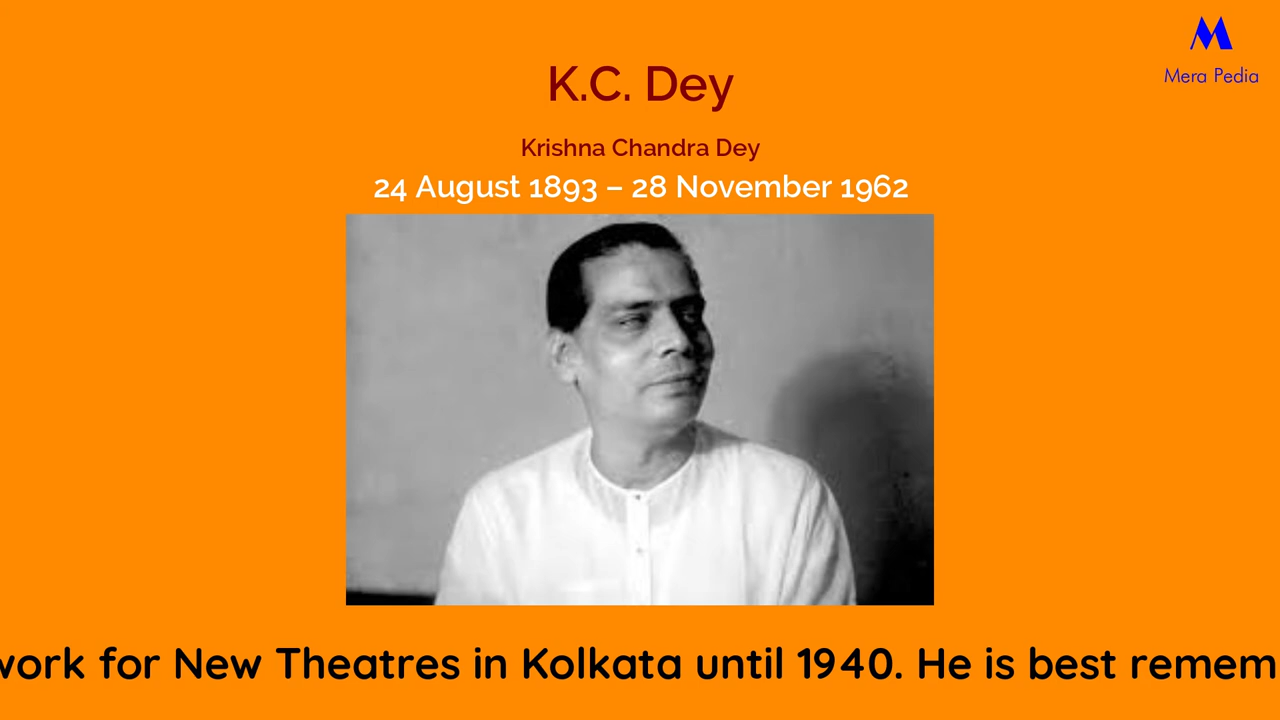 Mera Pedia
K.C. Dey
Krishna Chandra Dey
24 August 1893 – 28 November 1962
work for New Theatres in Kolkata until 1940. He is best remem